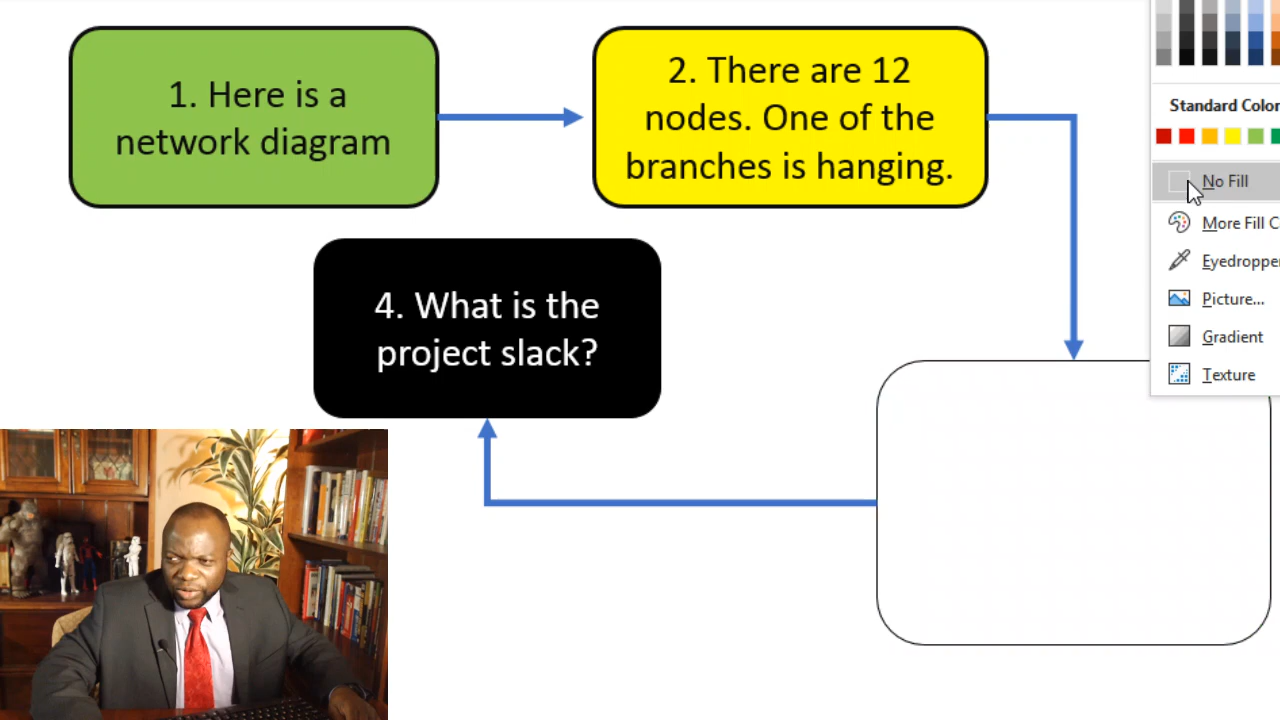 1. Here is a
network diagram
2. There are 12
nodes. One of the
branches is hanging.
4. What is the
project slack?
Standard Color
No Fill
More Fill C
Eyedropper
Picture...
Gradient
Texture